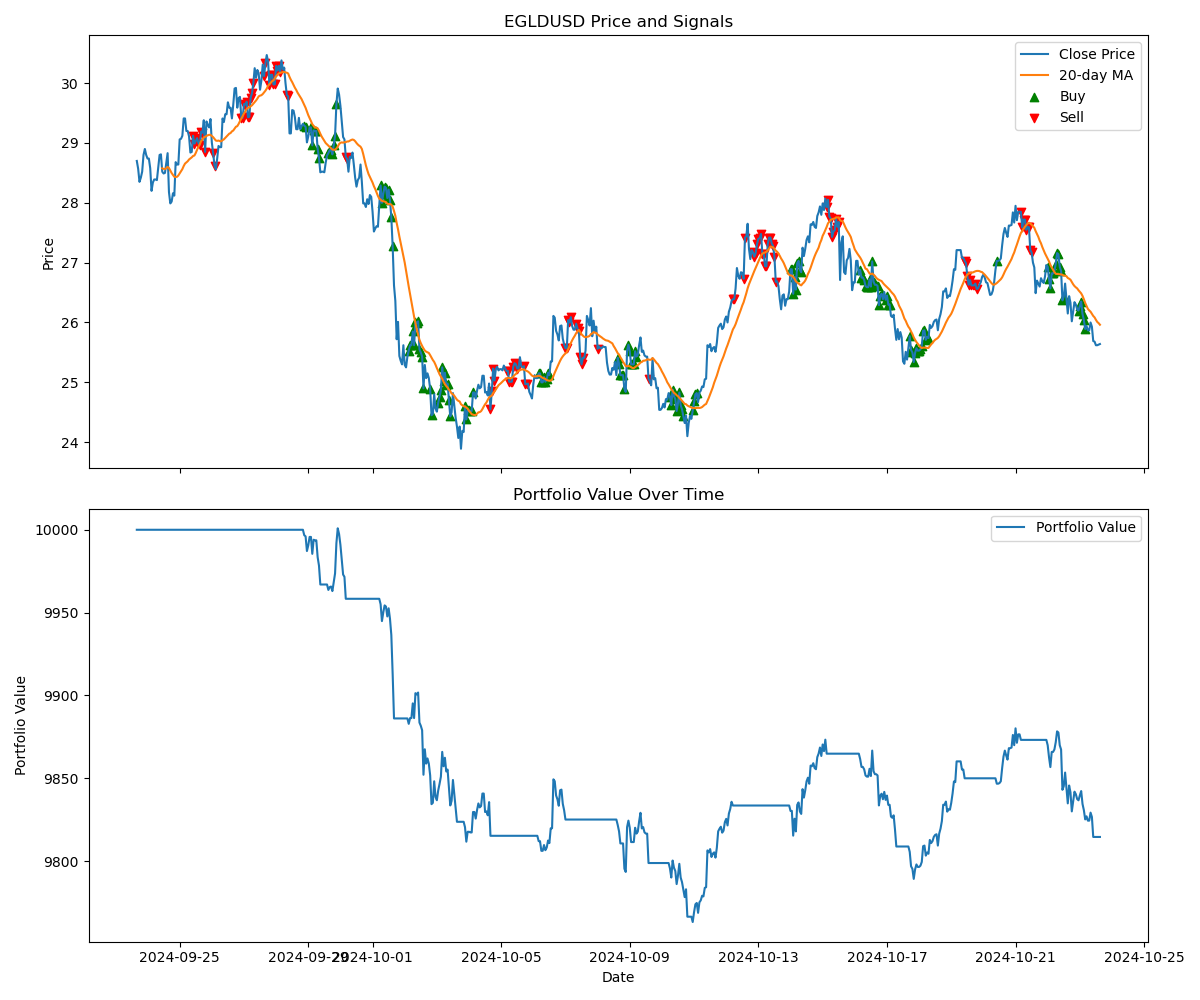 EGLDUSD Price and Signals
Price
30
29
28
27
26
25
24
Close Price
20-day MA
Buy
Sell
Portfolio Value Over Time
Portfolio Value
10000
9950
9900
9850
9800
Portfolio Value
2024-09-25
2024-09-29
2024-10-01
2024-10-05
2024-10-09
2024-10-13
2024-10-17
2024-10-21
2024-10-25
Date